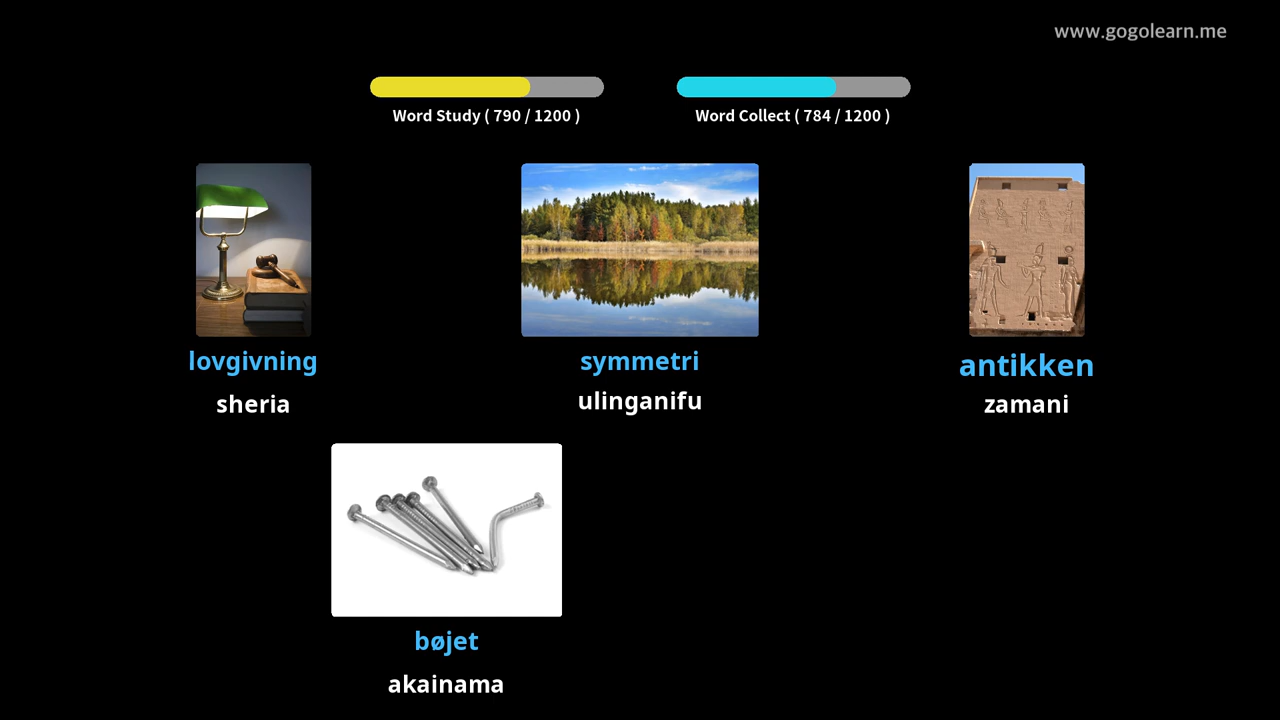 www.gogolearn.me
Word Study ( 790 / 1200 )
Word Collect ( 784 / 1200 )
lovgivning
sheria
symmetri
ulinganifu
antikken
zamani
bøjet
akainama